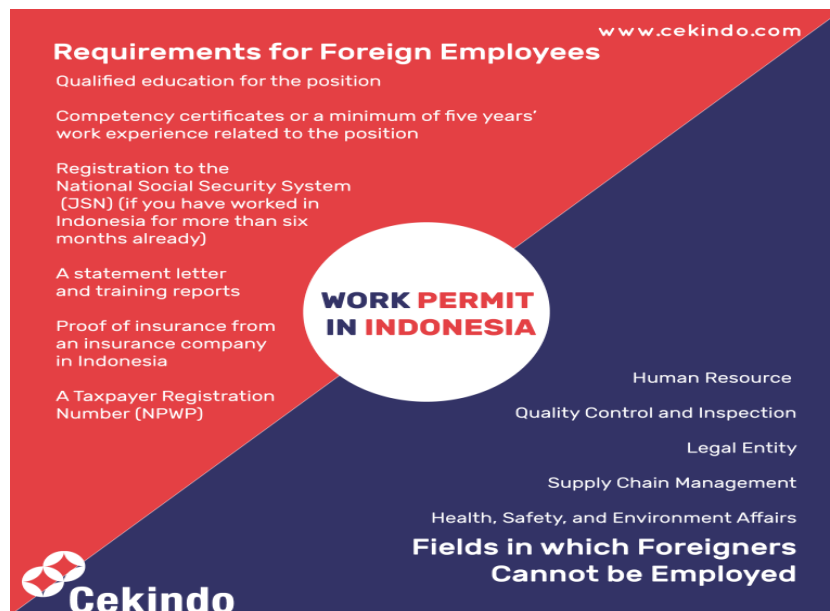 www.cekindo.com
Requirements for Foreign Employees
Qualified education for the position
Competency certificates or a minimum of five years’
work experience related to the position
Registration to the
National Social Security System
(JSN) (if you have worked in
Indonesia for more than six
months already)
A statement letter
and training reports
Proof of insurance from
an insurance company
in Indonesia
A Taxpayer Registration
Number (NPWP)
WORK PERMIT
IN INDONESIA
Human Resource
Quality Control and Inspection
Legal Entity
Supply Chain Management
Health, Safety, and Environment Affairs
Fields in which Foreigners
Cannot be Employed
Cekindo